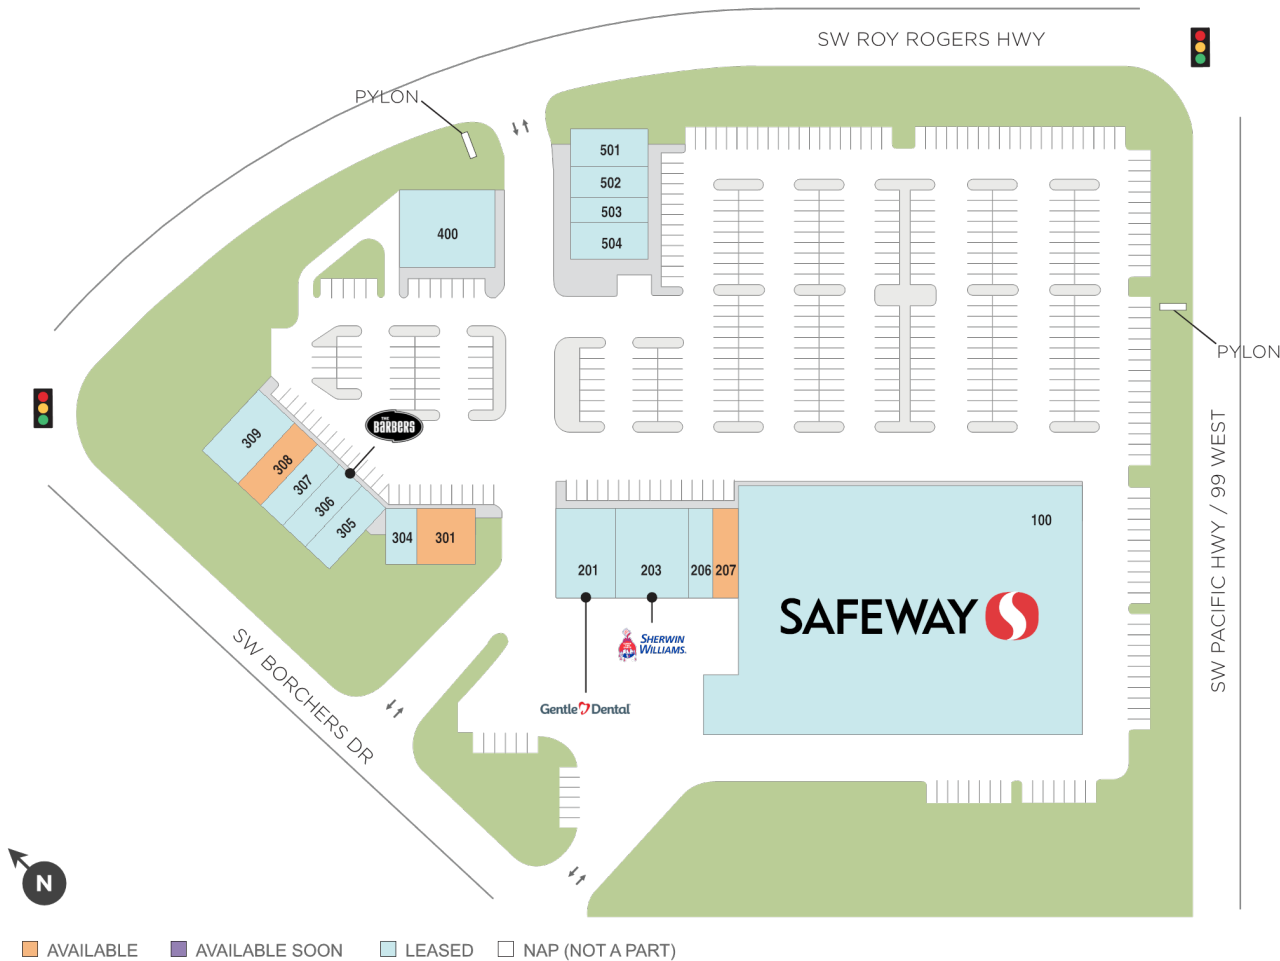 SW ROY ROGERS HWY
PYLON
501
502
503
504
400
PYLON
THE
BARBERS
309
308
307
306
305
304
301
100
201
203
206
207
SAFEWAY
SHERWIN
WILLIAMS.
Gentle Dental
SW PACIFIC HWY / 99 WEST
SW BORCHERS DR
N
AVAILABLE
AVAILABLE SOON
LEASED
NAP (NOT A PART)